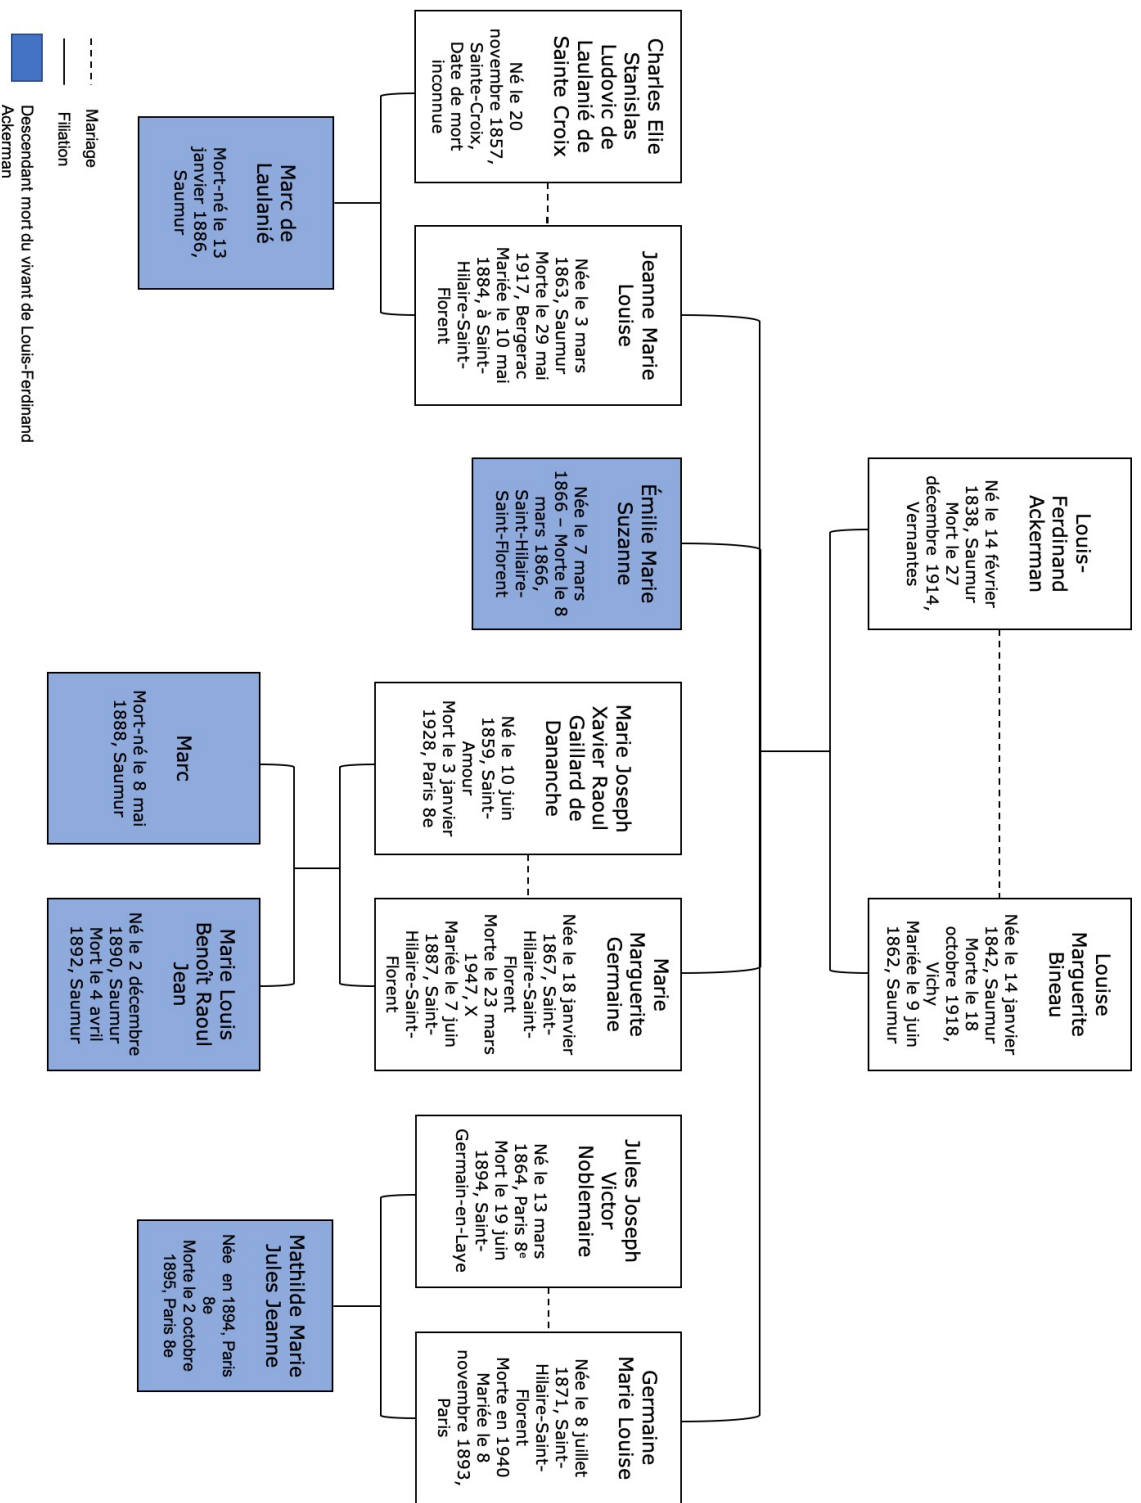 Louis-
Ferdinand
Ackerman
Né le 14 février
1838, Saumur
Mort le 27
décembre 1914,
Vernantes
Louise
Marguerite
Bineau
Née le 14 janvier
1842, Saumur
Morte le 18
octobre 1918,
Vichy
Mariée le 9 juin
1862, Saumur
Charles Elie
Stanislas
Ludovic de
Laulanié de
Sainte Croix
Né le 20
novembre 1857,
Sainte-Croix,
Date de mort
inconnue
Jeanne Marie
Louise
Née le 3 mars
1863, Saumur
Morte le 29 mai
1917, Bergerac
Mariée le 10 mai
1884, à Saint-
Hilaire-Saint-
Florent
Émilie Marie
Suzanne
Née le 7 mars
1866 – Morte le 8
mars 1866,
Saint-Hilaire-
Saint-Florent
Marie Joseph
Xavier Raoul
Gaillard de
Dananche
Né le 10 juin
1859, Saint-
Amour
Mort le 3 janvier
1928, Paris 8e
Marie
Marguerite
Germaine
Née le 18 janvier
1867, Saint-
Hilaire-Saint-
Florent
Morte le 23 mars
1947, X
Mariée le 7 juin
1887, Saint-
Hilaire-Saint-
Florent
Jules Joseph
Victor
Noblemaire
Né le 13 mars
1864, Paris 8e
Mort le 19 juin
1894, Saint-
Germain-en-Laye
Germaine
Marie Louise
Née le 8 juillet
1871, Saint-
Hilaire-Saint-
Florent
Morte en 1940
Mariée le 8
novembre 1893,
Paris
Marc de
Laulanié
Mort-né le 13
janvier 1886,
Saumur
Marc
Mort-né le 8 mai
1888, Saumur
Marie Louis
Benoît Raoul
Jean
Né le 2 décembre
1890, Saumur
Mort le 4 avril
1892, Saumur
Mathilde Marie
Jules Jeanne
Née en 1894, Paris
8e
Morte le 2 octobre
1895, Paris 8e
Mariage
Filiation
Descendant mort du vivant de Louis-Ferdinand
Ackerman